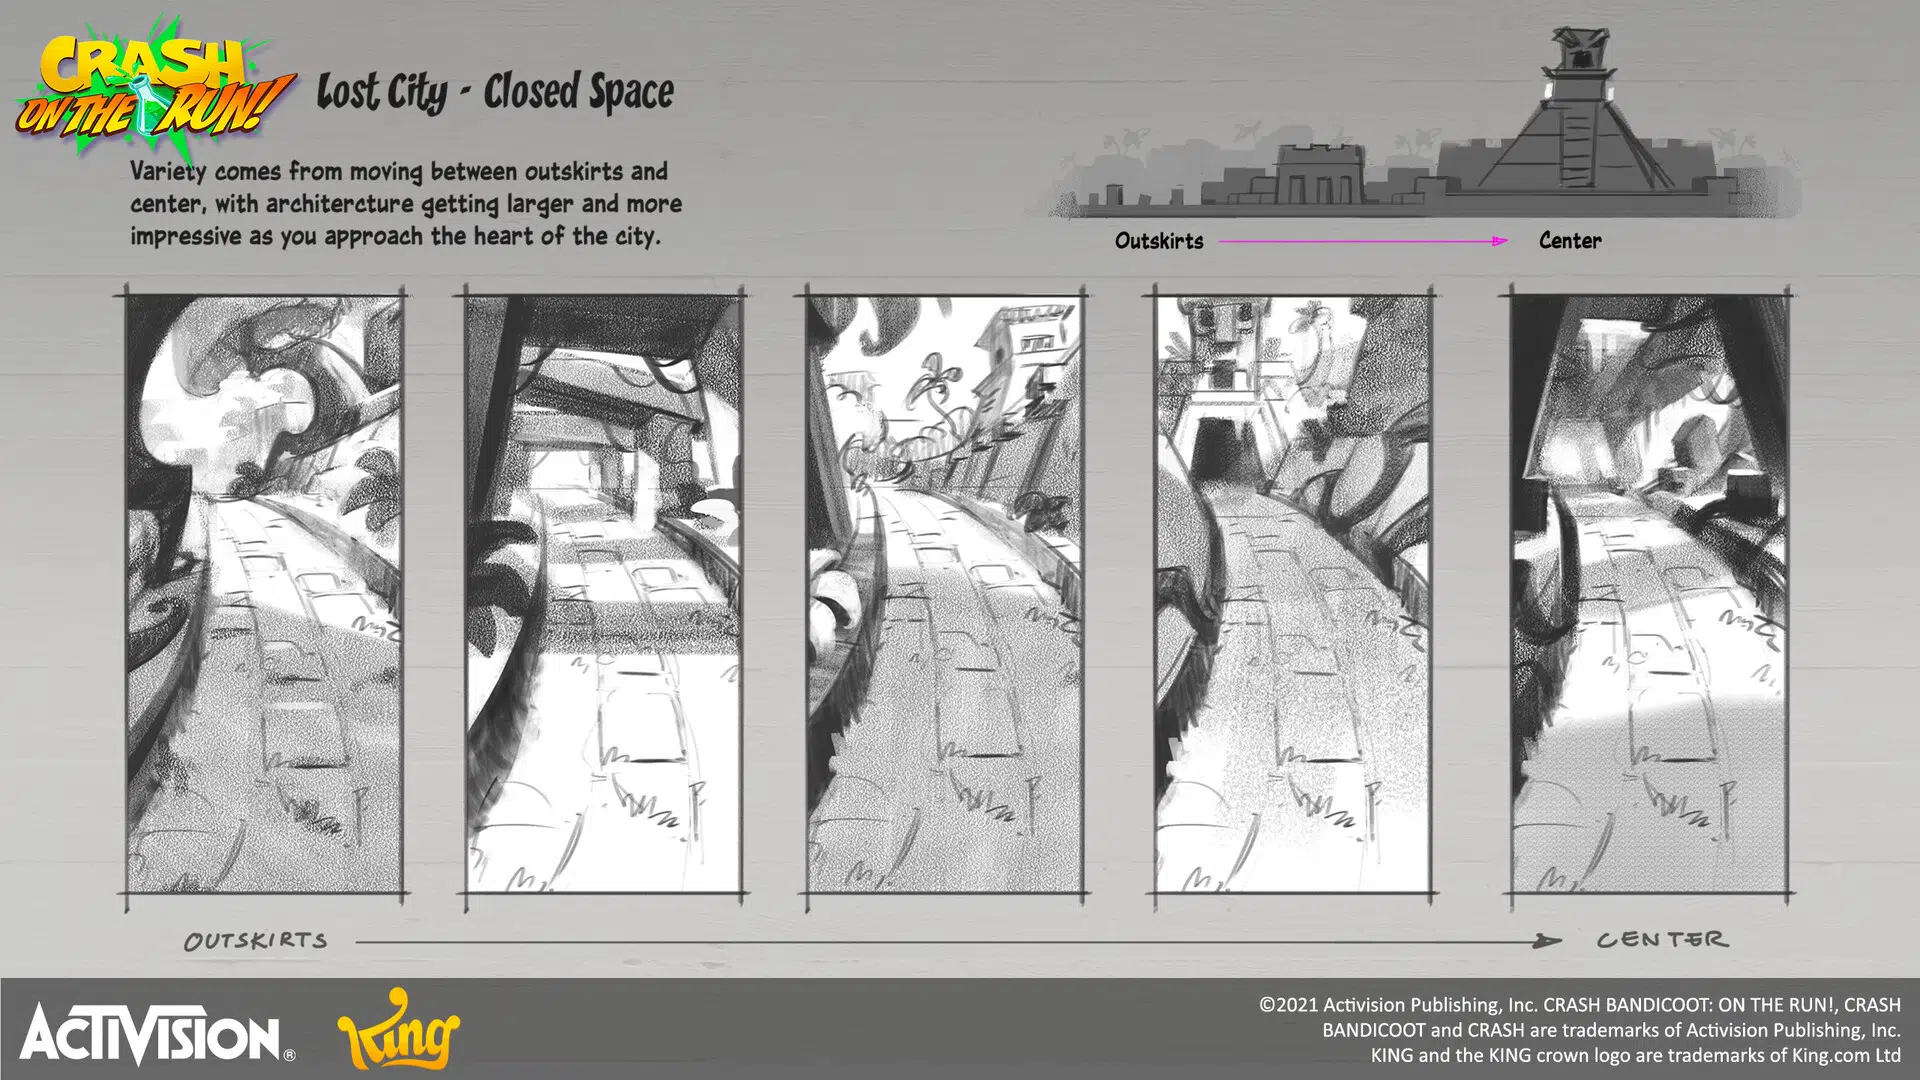 CRASH
ON THE RUN!
Lost City - Closed Space
Variety comes from moving between outskirts and
center, with architercture getting larger and more
impressive as you approach the heart of the city.
Outskirts
Center
OUTSKIRTS
CENTER
ACTIVISION®
King
©2021 Activision Publishing, Inc. CRASH BANDICOOT: ON THE RUN!, CRASH
BANDICOOT and CRASH are trademarks of Activision Publishing, Inc.
KING and the KING crown logo are trademarks of King.com Ltd